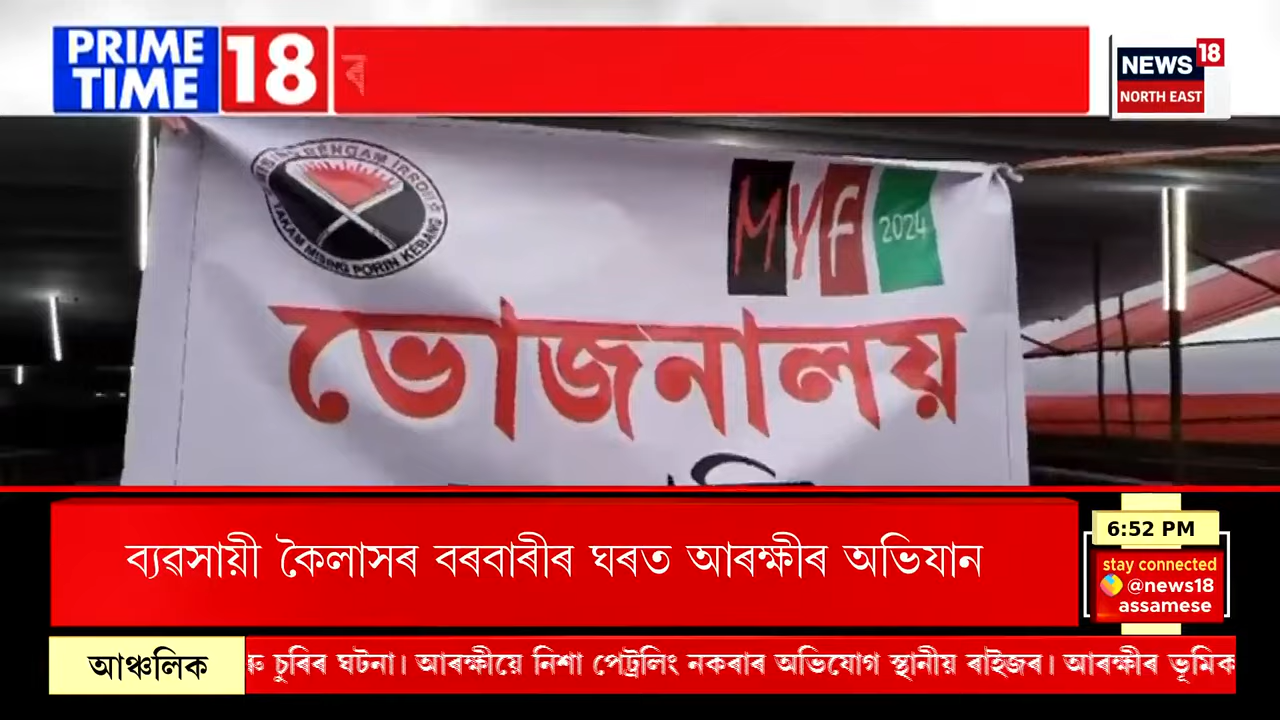 PRIME
TIME
18
NEWS
18
NORTH EAST
TAKAM MISING PORIN KEBANG
MYF 2024
ভোজনালয়
ব্যৱসায়ী কৈলাসৰ বৰবাৰীৰ ঘৰত আৰক্ষীৰ অভিযান
6:52 PM
stay connected
@news18
assamese
আঞ্চলিক
চুৰিৰ ঘটনা। আৰক্ষীয়ে নিশা পেট্ৰলিং নকৰাৰ অভিযোগ স্থানীয় ৰাইজৰ। আৰক্ষীৰ